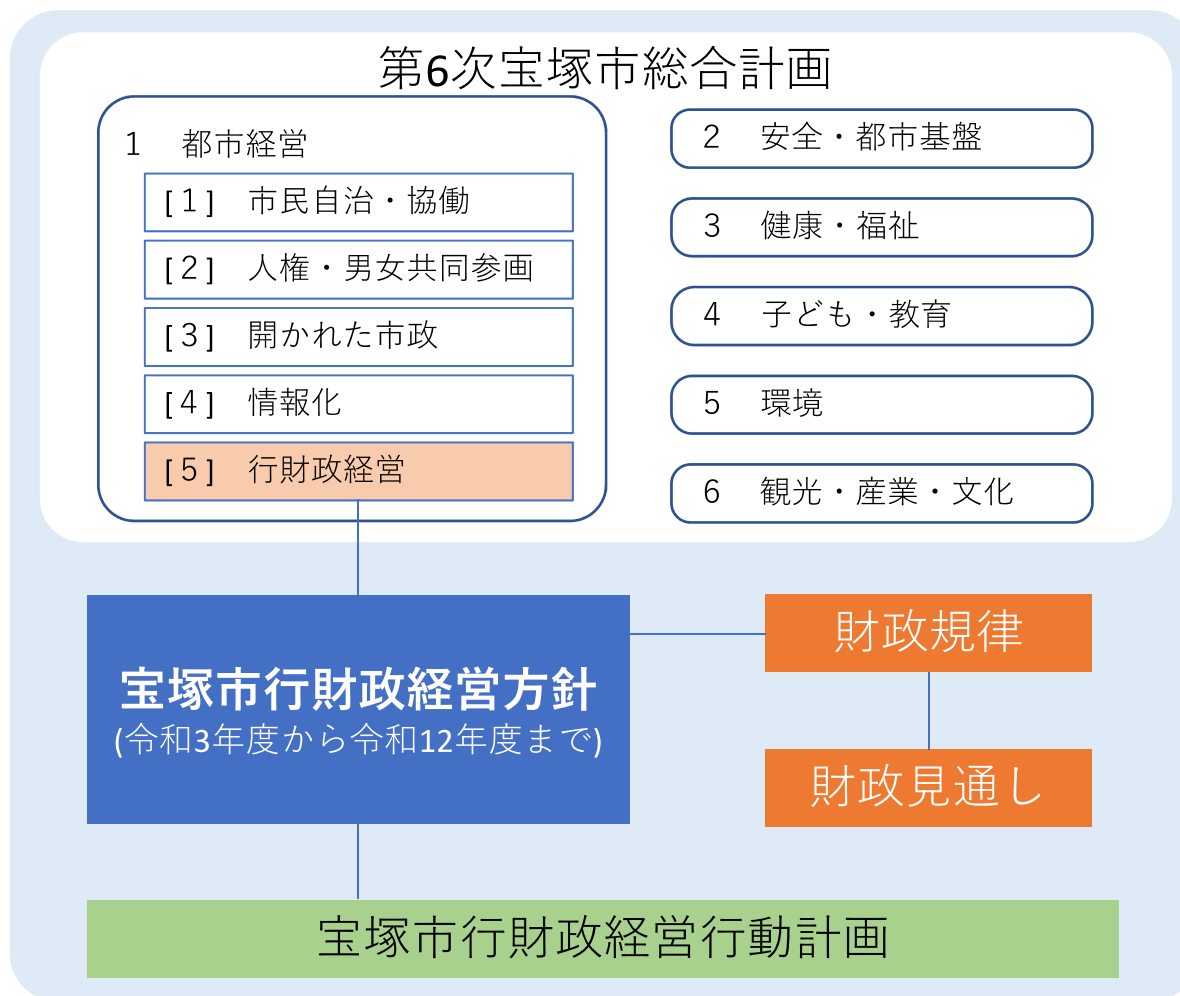 第6次宝塚市総合計画
1 都市経営
[1] 市民自治・協働
[2] 人権・男女共同参画
[3] 開かれた市政
[4] 情報化
[5] 行財政経営
2 安全・都市基盤
3 健康・福祉
4 子ども・教育
5 環境
6 観光・産業・文化
宝塚市行財政経営方針
(令和3年度から令和12年度まで)
財政規律
財政見通し
宝塚市行財政経営行動計画